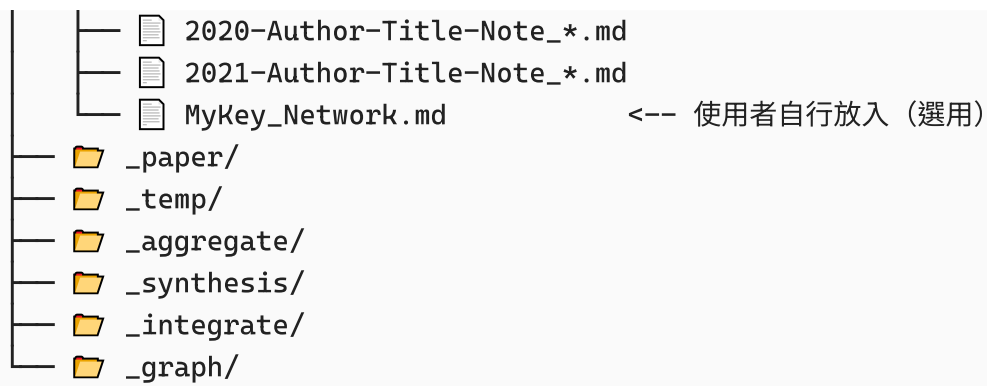 2020-Author-Title-Note_*.md
2021-Author-Title-Note_*.md
MyKey_Network.md <-- 使用者自行放入（選用）
_paper/
_temp/
_aggregate/
_synthesis/
_integrate/
_graph/